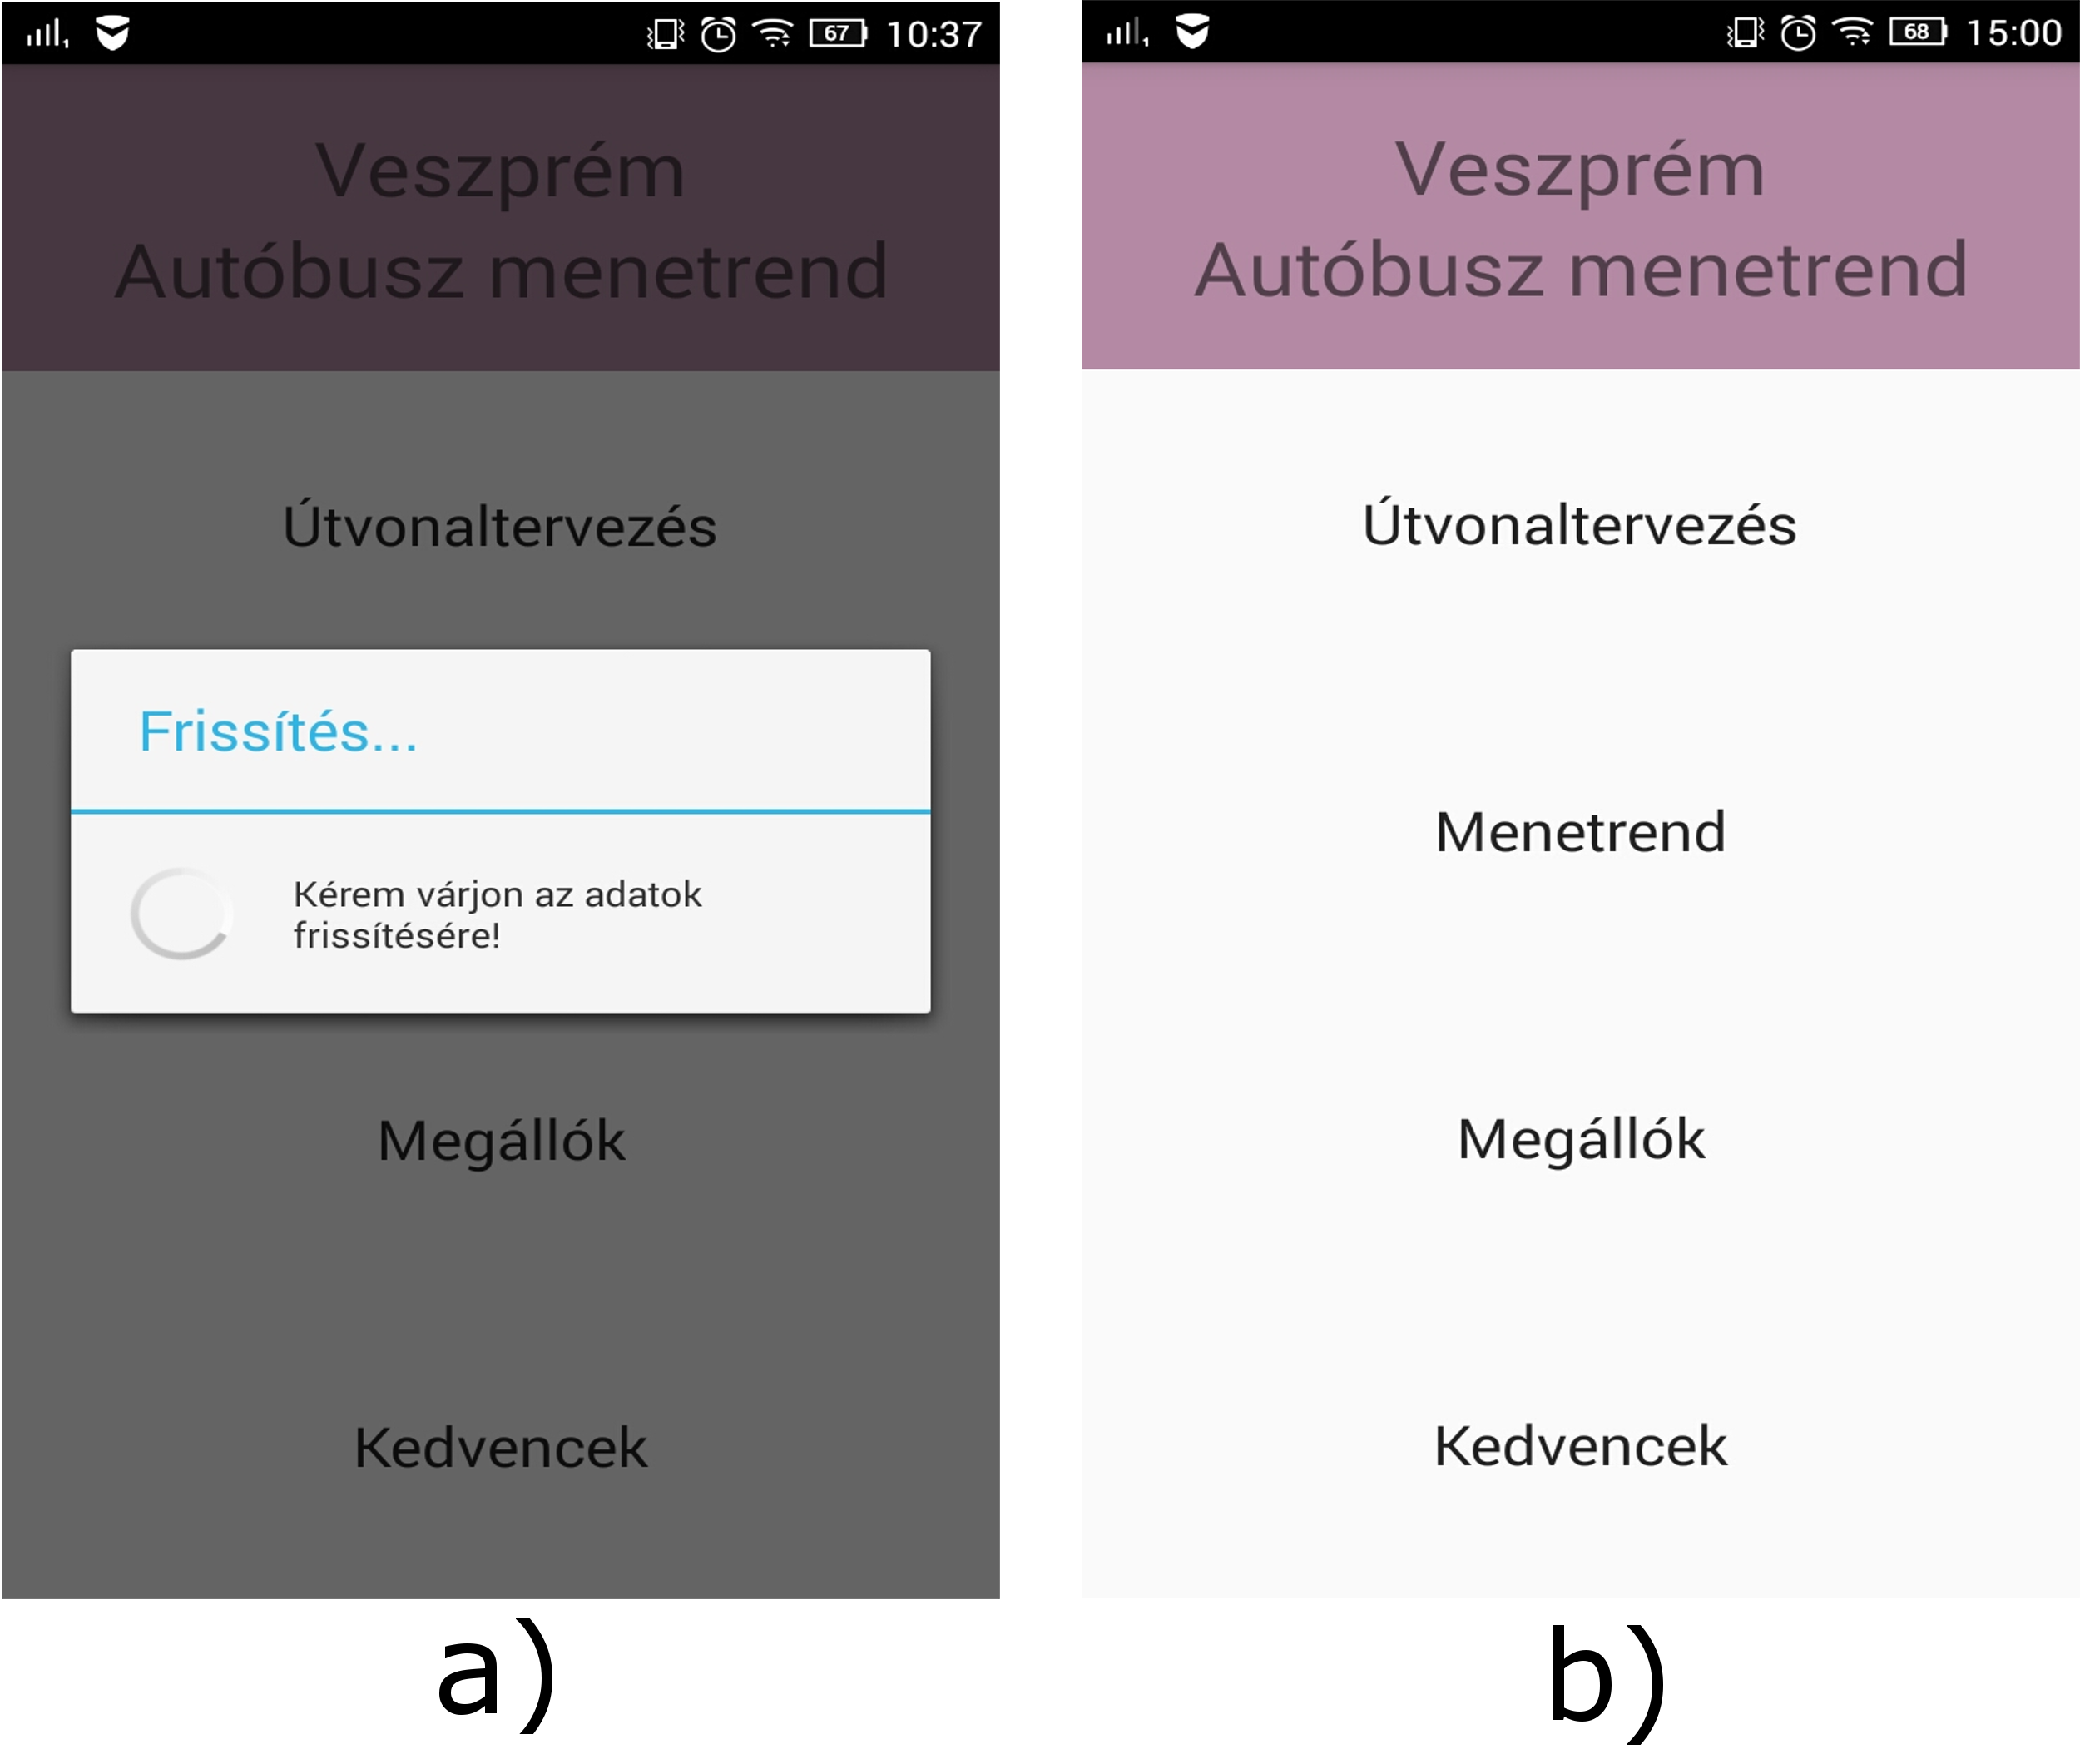 67 10:37
Veszprém
Autóbusz menetrend
Útvonaltervezés
Frissítés...
Kérem várjon az adatok
frissítésére!
Megállók
Kedvencek
a)
68 15:00
Veszprém
Autóbusz menetrend
Útvonaltervezés
Menetrend
Megállók
Kedvencek
b)